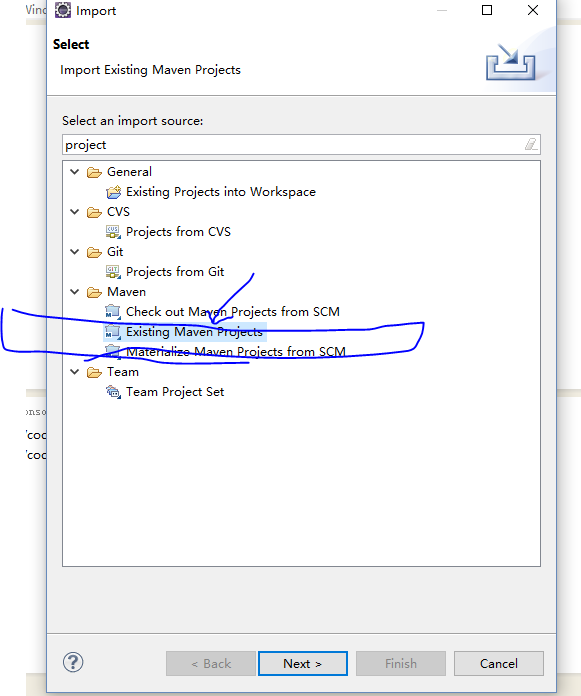 Wind
Import
Select
Import Existing Maven Projects
Select an import source:
project
General
Existing Projects into Workspace
CVS
Projects from CVS
Git
Projects from Git
Maven
Check out Maven Projects from SCM
Existing Maven Projects
Materialize Maven Projects from SCM
Team
Team Project Set
onso
/coo
/coo
?
< Back
Next >
Finish
Cancel